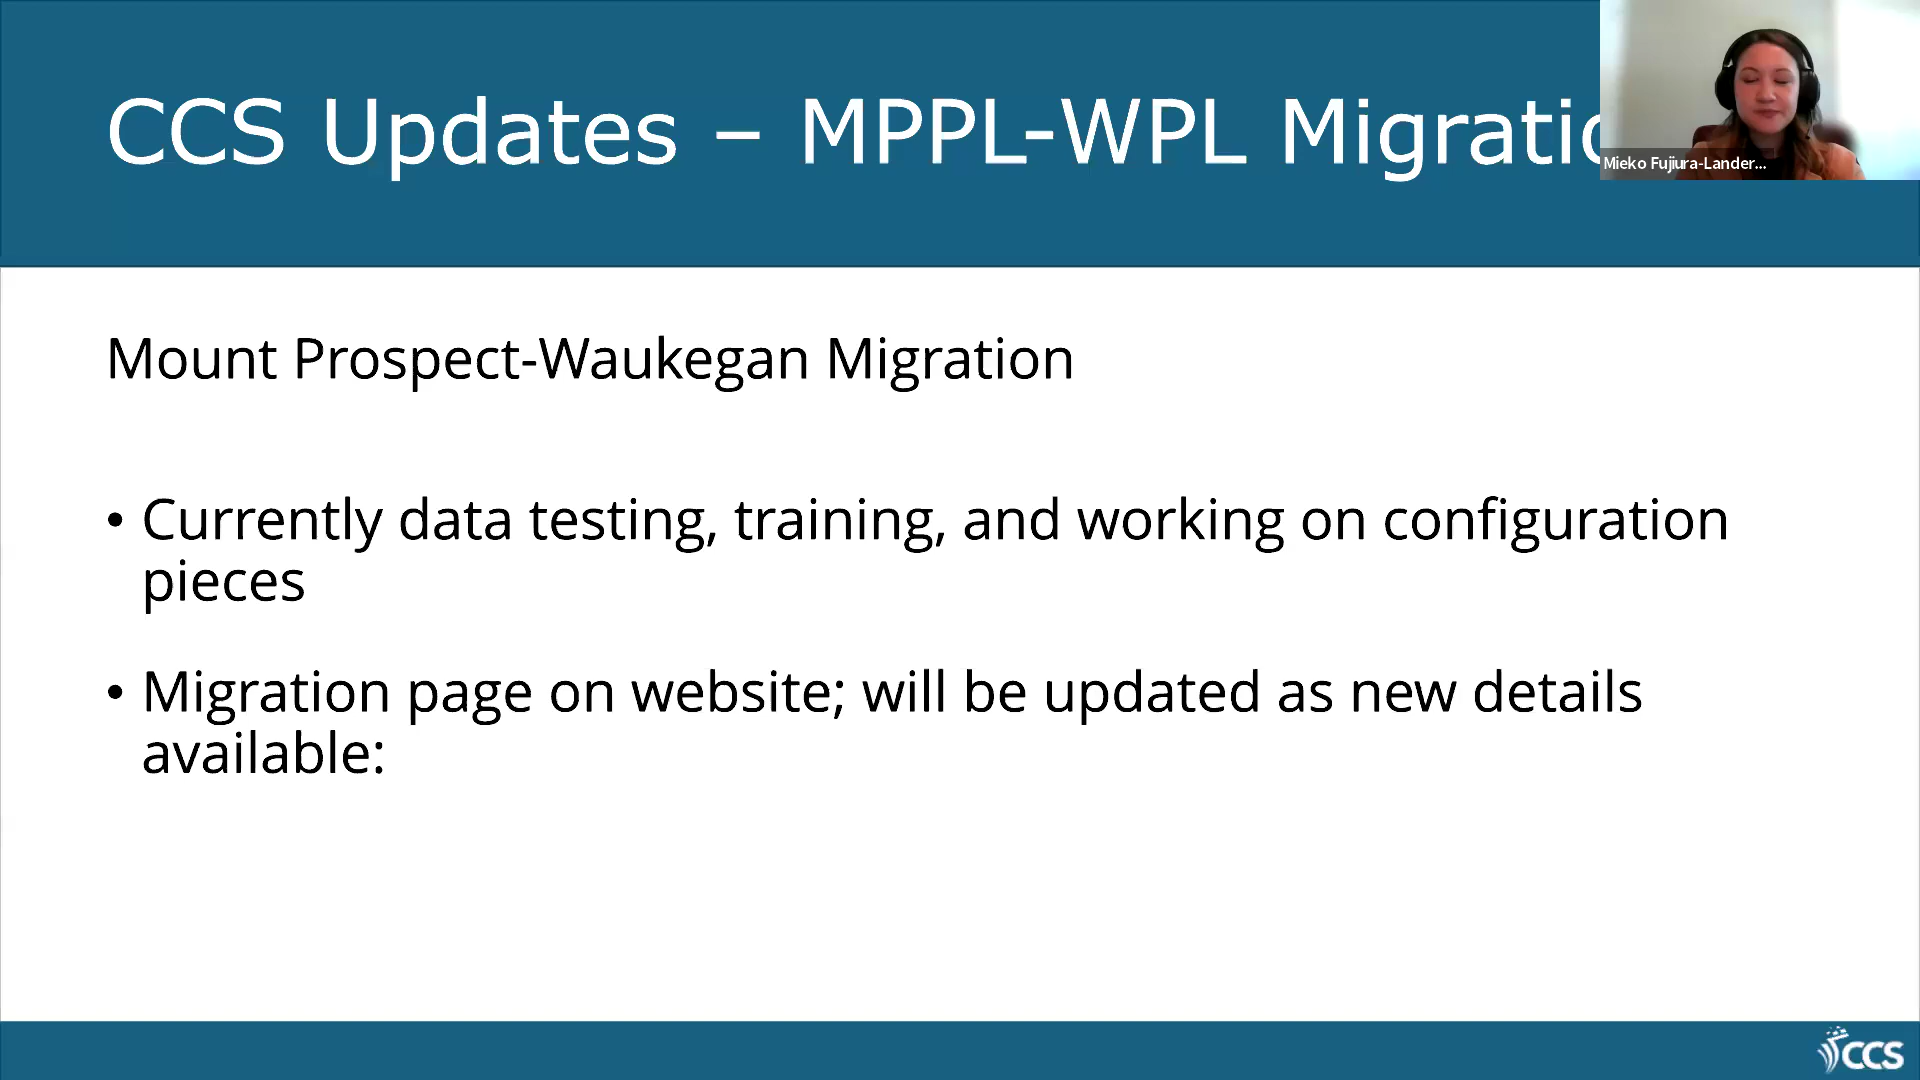 CCS Updates – MPPL-WPL Migratio
Mieko Fujiura-Lander...
Mount Prospect-Waukegan Migration
• Currently data testing, training, and working on configuration
pieces
• Migration page on website; will be updated as new details
available:
CCS